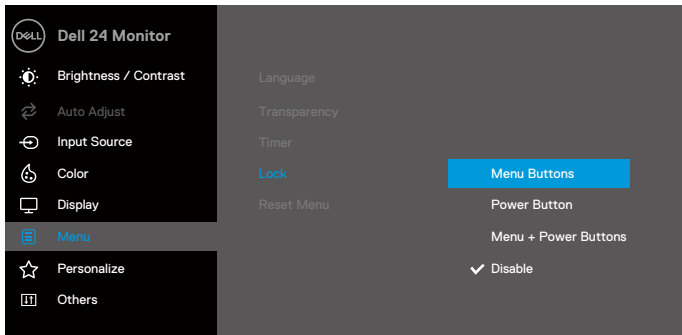 DELL Dell 24 Monitor
Brightness / Contrast
Language
Auto Adjust
Transparency
Input Source
Timer
Color
Lock
Menu Buttons
Display
Reset Menu
Power Button
Menu
Menu + Power Buttons
Personalize
Disable
Others